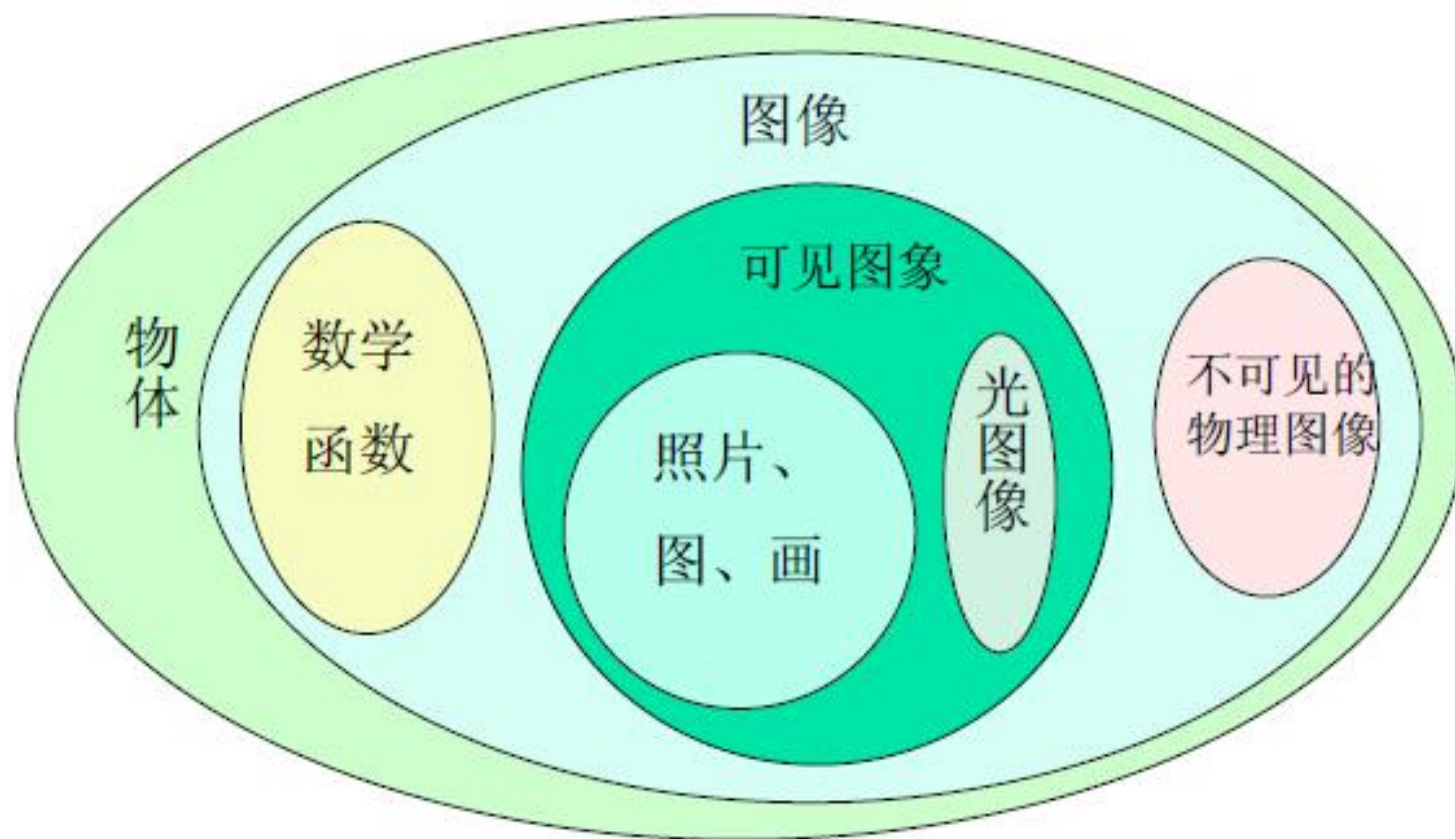 图像
可见图象
物
体
数学
函数
照片、
图、画
光
图
像
不可见的
物理图像